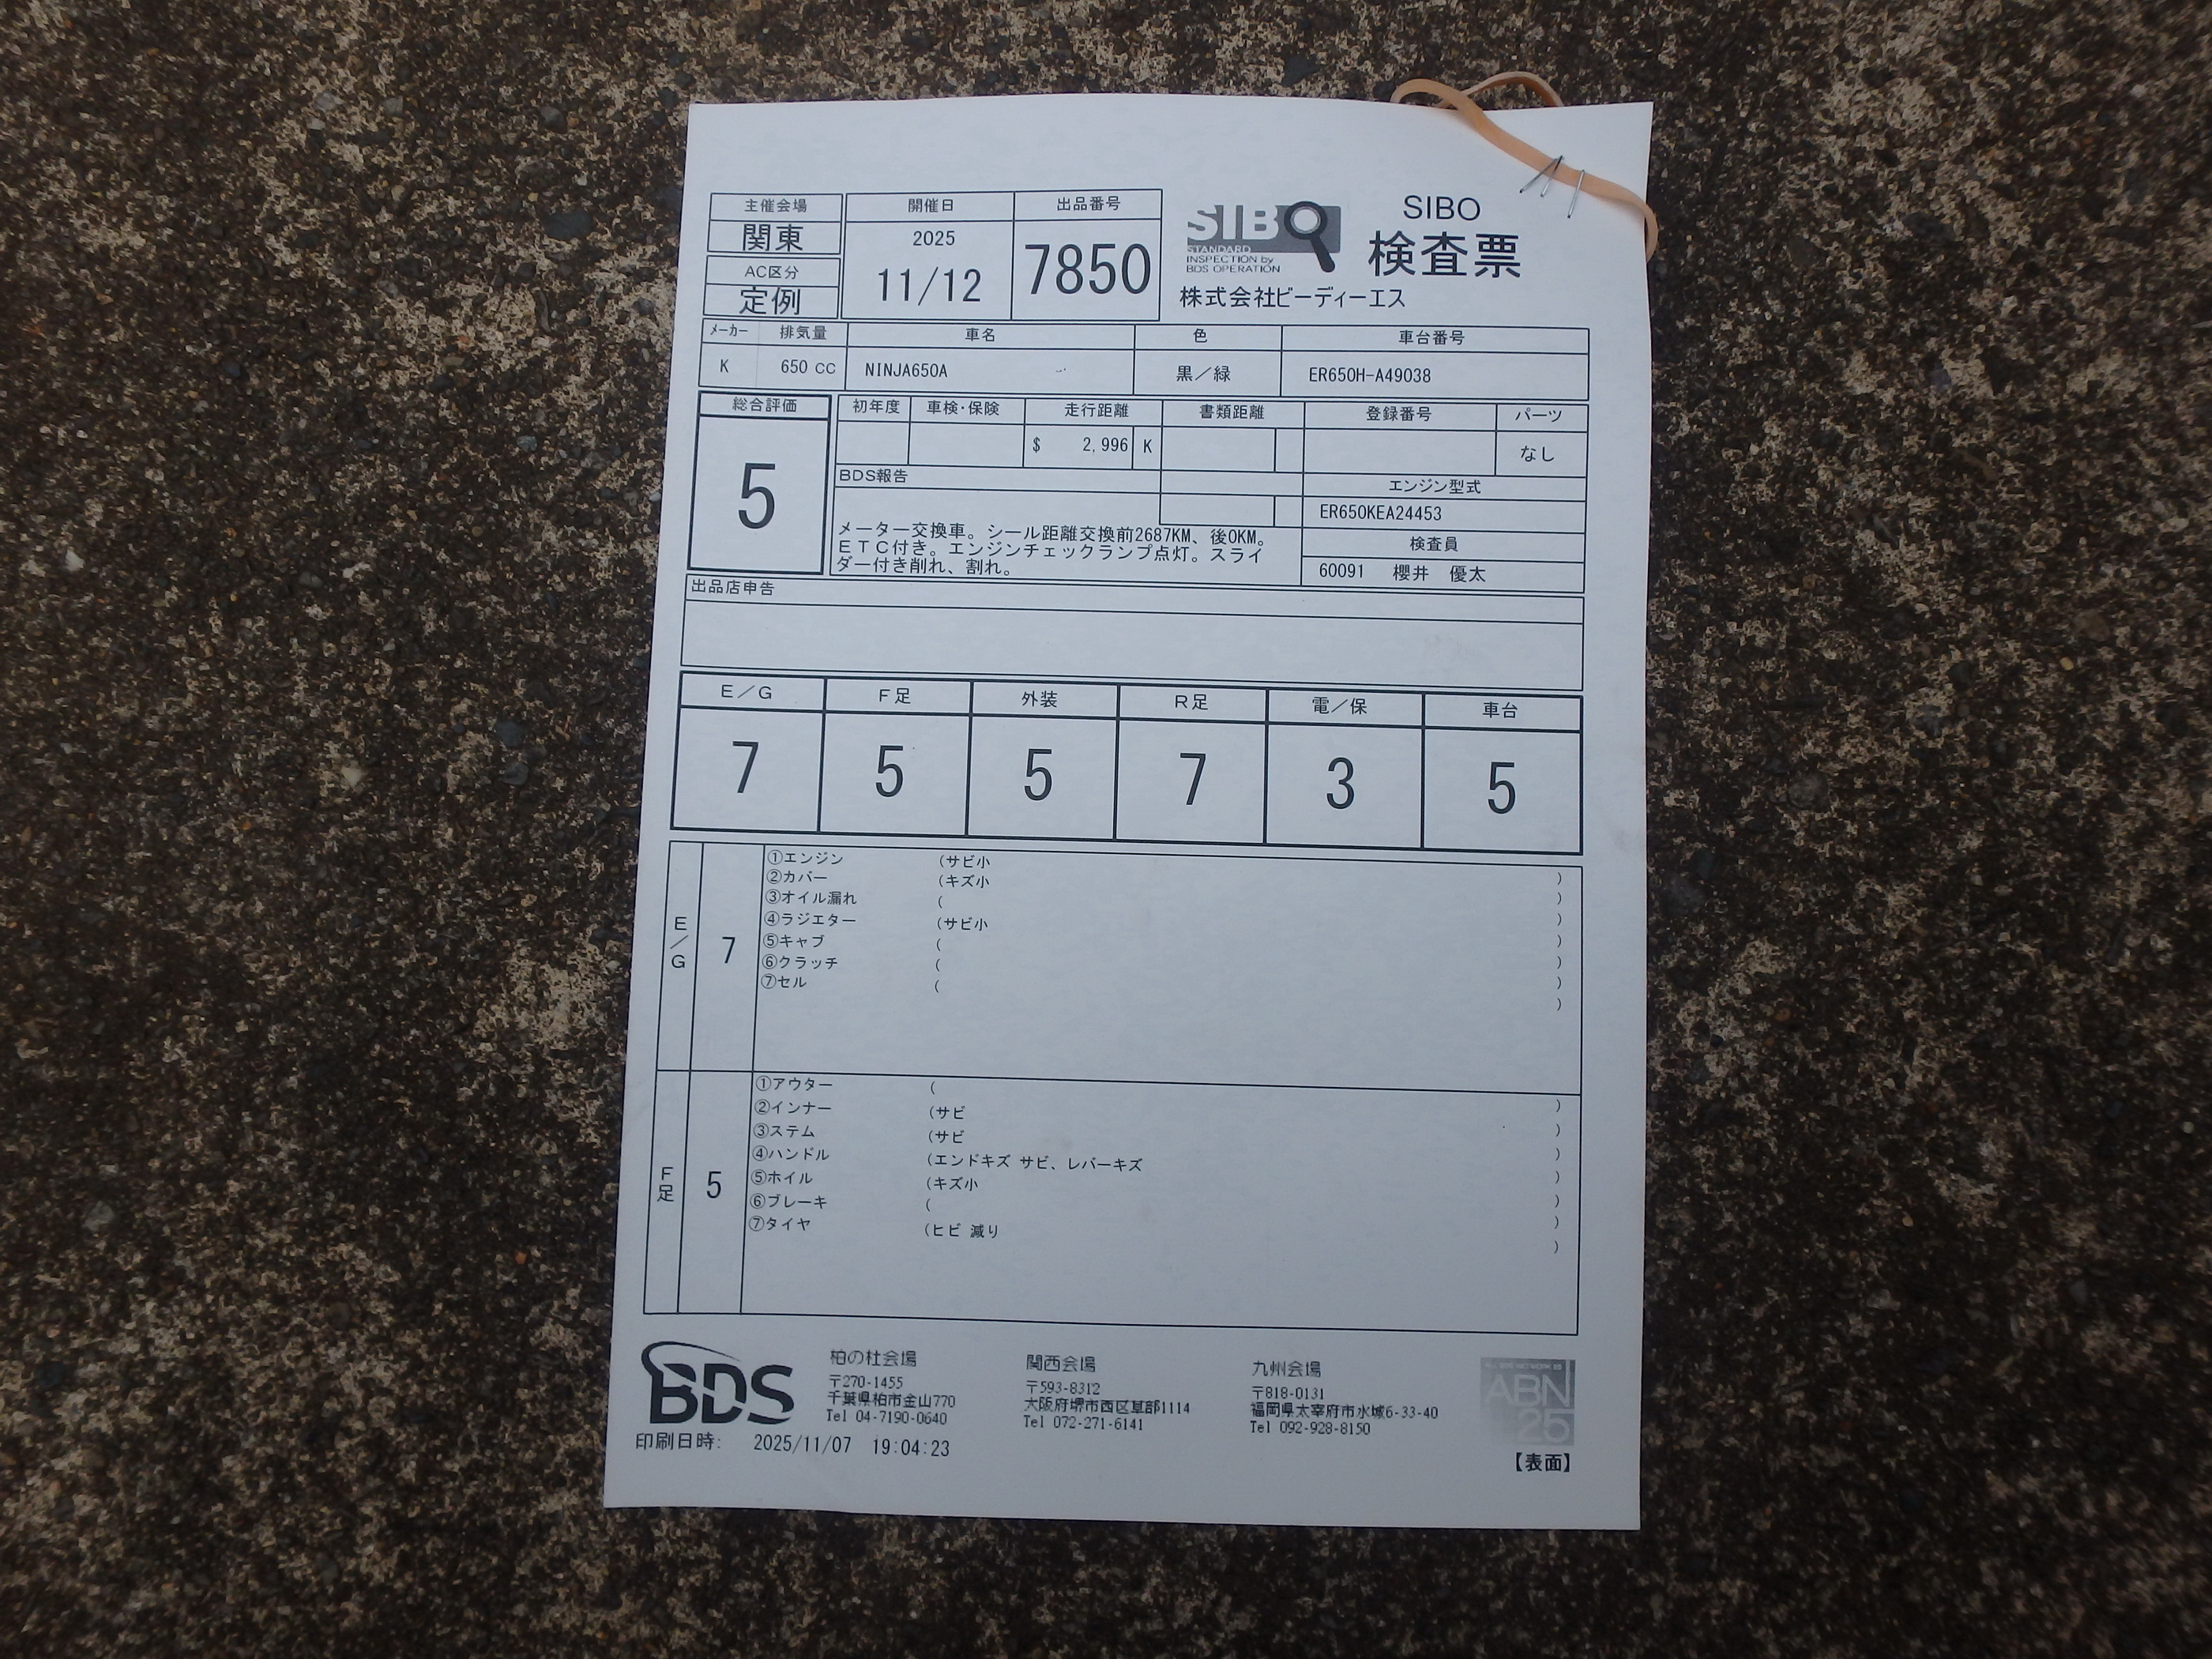 主催会場
関東
AC区分
定例
開催日
2025
11/12
出品番号
7850
SIBO
STANDARD
INSPECTION by
BDS OPERATION
SIBO
検査票
株式会社ビーディーエス
メーカー 排気量 車名 色 車台番号
K 650 CC NINJA650A 黒／緑 ER650H-A49038
総合評価
5
初年度 車検・保険 走行距離 書類距離 登録番号 パーツ
$ 2,996 K なし
BDS報告
メーター交換車。シール距離交換前2687KM、後0KM。
ＥＴＣ付き。エンジンチェックランプ点灯。スライ
ダー付き削れ、割れ。
エンジン型式
ER650KEA24453
検査員
60091 櫻井 優太
出品店申告
Ｅ／Ｇ Ｆ足 外装 Ｒ足 電／保 車台
7 5 5 7 3 5
Ｅ／Ｇ
7
①エンジン (サビ小 )
②カバー (キズ小 )
③オイル漏れ ( )
④ラジエター (サビ小 )
⑤キャブ ( )
⑥クラッチ ( )
⑦セル ( )
Ｆ足
5
①アウター ( )
②インナー (サビ )
③ステム (サビ )
④ハンドル (エンドキズ サビ、レバーキズ )
⑤ホイル (キズ小 )
⑥ブレーキ ( )
⑦タイヤ (ヒビ 減り )
BDS
柏の杜会場
〒270-1455
千葉県柏市金山770
Tel 04-7190-0640
関西会場
〒593-8312
大阪府堺市西区草部1114
Tel 072-271-6141
九州会場
〒818-0131
福岡県太宰府市水城6-33-40
Tel 092-928-8150
ABN
25
印刷日時: 2025/11/07 19:04:23
【表面】